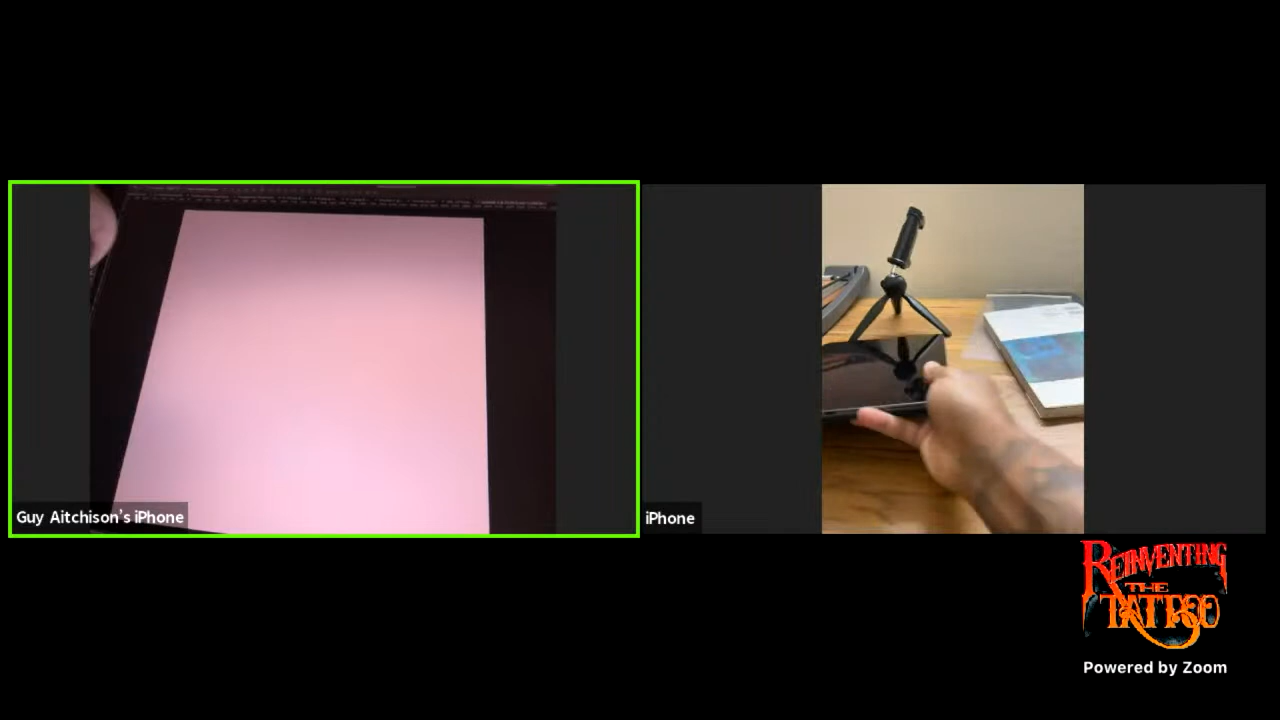 Guy Aitchison's iPhone
iPhone
REINVENTING
THE
TATTOO
Powered by Zoom